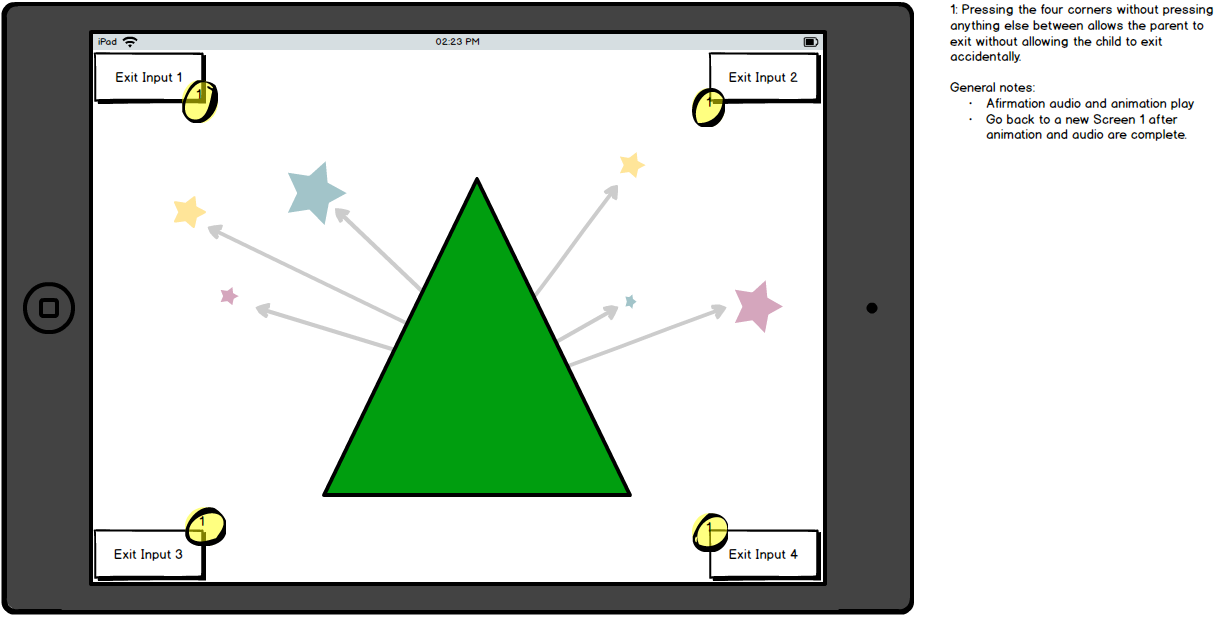 iPad
02:23 PM
Exit Input 1
1
Exit Input 2
1
Exit Input 3
1
Exit Input 4
1
1: Pressing the four corners without pressing
anything else between allows the parent to
exit without allowing the child to exit
accidentally.
General notes:
· Afirmation audio and animation play
· Go back to a new Screen 1 after
animation and audio are complete.